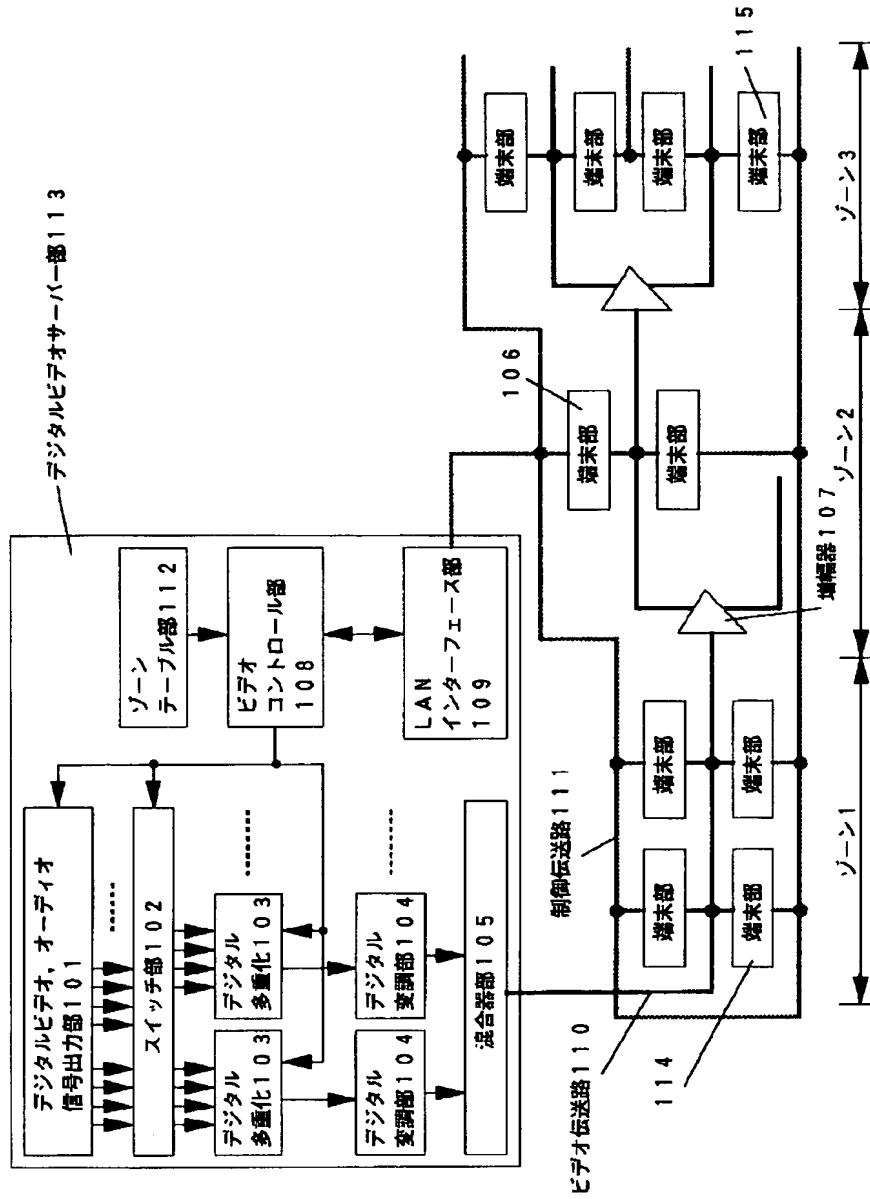 デジタルビデオサーバー部113
デジタルビデオ，オーディオ
信号出力部101
スイッチ部102
デジタル
多重化103
デジタル
多重化103
デジタル
変調部104
デジタル
変調部104
混合器部105
ゾーン
テーブル部112
ビデオ
コントロール部
108
LAN
インターフェース部
109
ビデオ伝送路110
制御伝送路111
114
端末部
端末部
端末部
端末部
増幅器107
106
端末部
端末部
端末部
端末部
端末部
端末部
115
ゾーン1
ゾーン2
ゾーン3